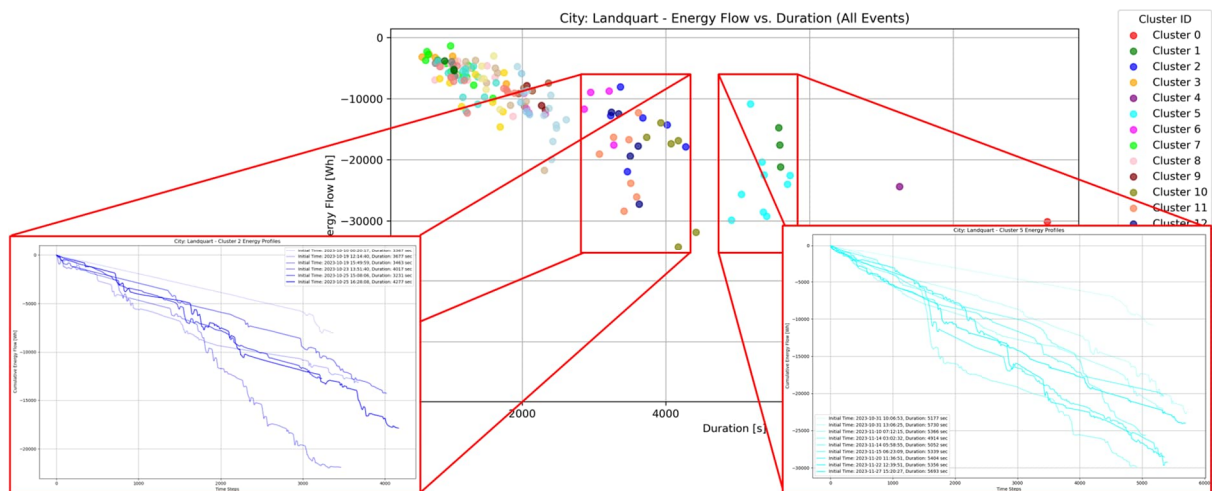 City: Landquart - Energy Flow vs. Duration (All Events)
Cluster ID
Cluster 0
Cluster 1
Cluster 2
Cluster 3
Cluster 4
Cluster 5
Cluster 6
Cluster 7
Cluster 8
Cluster 9
Cluster 10
Cluster 11
Cluster 12
0
−10000
−20000
−30000
ergy Flow [Wh]
2000
4000
Duration [s]
City: Landquart - Cluster 2 Energy Profiles
Initial Time: 2023-10-19 12:14:40, Duration: 3677 sec
Initial Time: 2023-10-19 15:49:59, Duration: 3463 sec
Initial Time: 2023-10-23 13:51:40, Duration: 4017 sec
Initial Time: 2023-10-25 15:08:06, Duration: 3231 sec
Initial Time: 2023-10-25 16:28:08, Duration: 4277 sec
0
−5000
−10000
−15000
−20000
Cumulative Energy Flow [Wh]
0
1000
2000
3000
4000
Time Steps
City: Landquart - Cluster 5 Energy Profiles
0
−5000
−10000
−15000
−20000
−25000
−30000
Cumulative Energy Flow [Wh]
Initial Time: 2023-10-31 10:06:53, Duration: 5177 sec
Initial Time: 2023-10-31 13:06:25, Duration: 5730 sec
Initial Time: 2023-11-10 07:12:15, Duration: 5366 sec
Initial Time: 2023-11-14 03:02:32, Duration: 4914 sec
Initial Time: 2023-11-14 05:58:55, Duration: 5052 sec
Initial Time: 2023-11-15 06:23:09, Duration: 5359 sec
Initial Time: 2023-11-20 11:36:51, Duration: 5404 sec
Initial Time: 2023-11-22 12:39:51, Duration: 5356 sec
Initial Time: 2023-11-27 15:20:27, Duration: 5693 sec
0
1000
2000
3000
4000
5000
6000
Time Steps